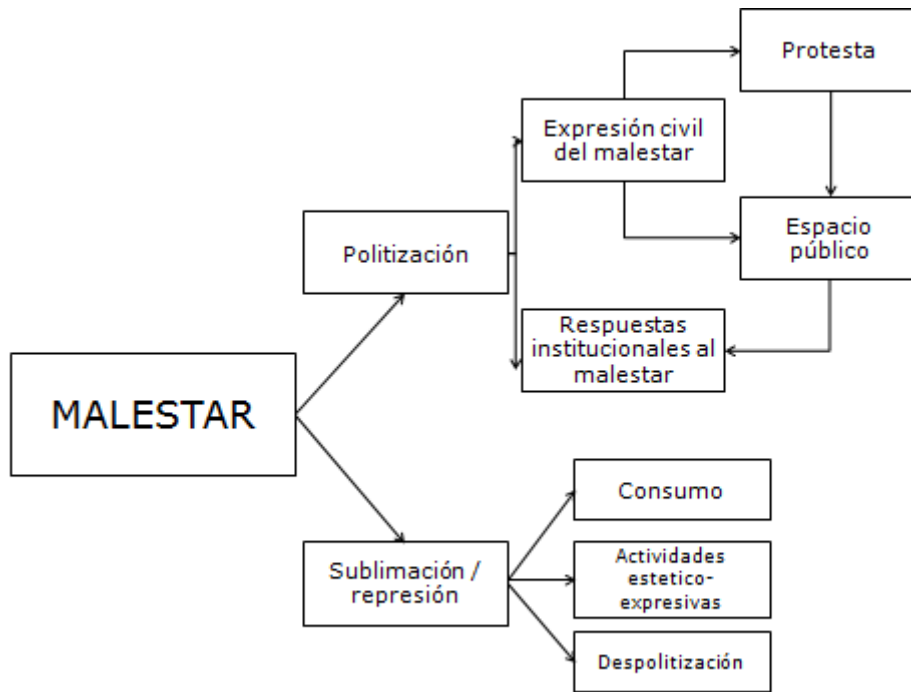 Protesta
Expresión civil
del malestar
Espacio
público
Politización
Respuestas
institucionales al
malestar
MALESTAR
Consumo
Sublimación /
represión
Actividades
estetico-
expresivas
Despolitización